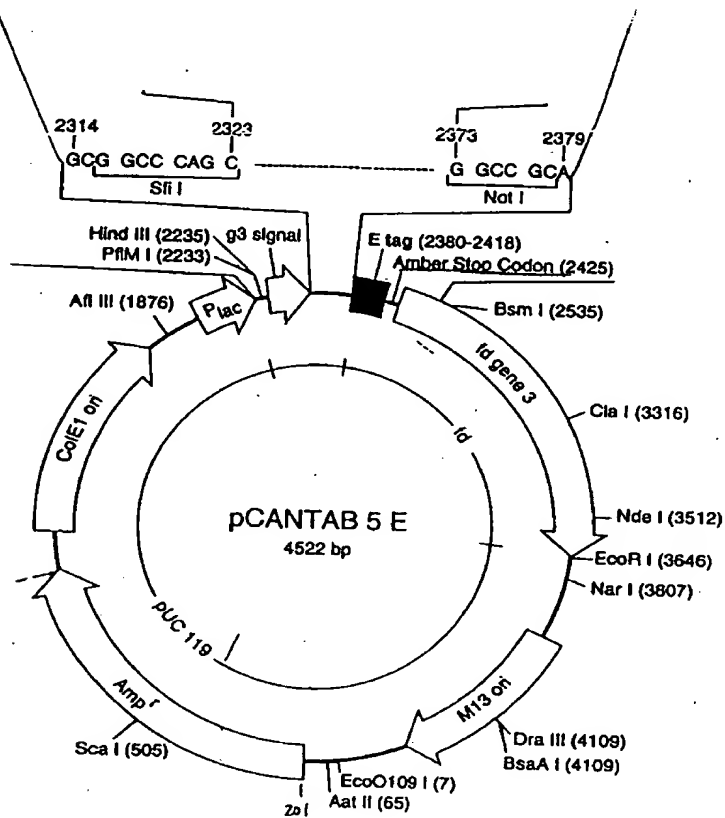 2314
2323
2373
2379
GCG GCC CAG C
G GCC GCA
Sfi I
Not I
Hind III (2235)
g3 signal
E tag (2380-2418)
PflM I (2233)
Amber Stop Codon (2425)
Afl III (1876)
Plac
Bsm I (2535)
fd gene 3
ColE1 ori
fd
Cla I (3316)
pCANTAB 5 E
4522 bp
Nde I (3512)
EcoR I (3646)
Nar I (3807)
pUC 119
Amp r
M13 ori
Sca I (505)
Dra III (4109)
BsaA I (4109)
EcoO109 I (7)
Aat II (65)
201